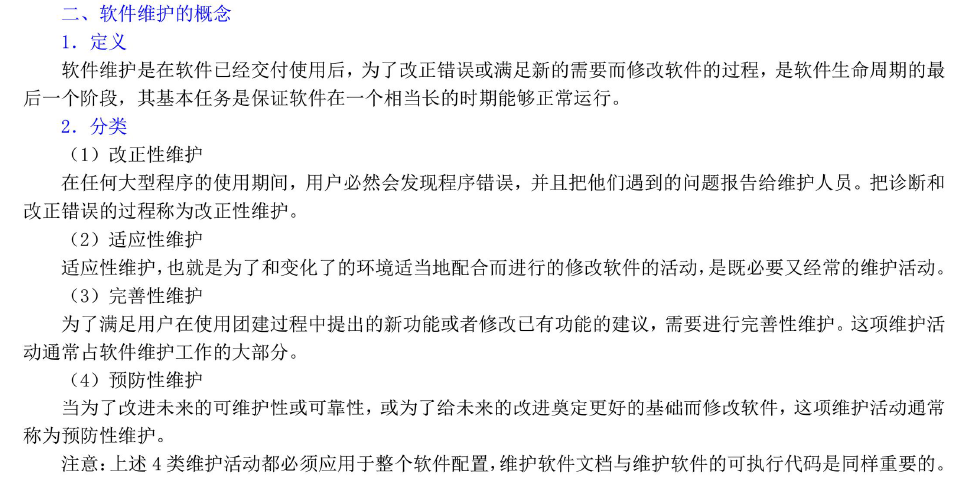 二、软件维护的概念
1．定义
软件维护是在软件已经交付使用后，为了改正错误或满足新的需要而修改软件的过程，是软件生命周期的最
后一个阶段，其基本任务是保证软件在一个相当长的时期能够正常运行。
2．分类
（1）改正性维护
在任何大型程序的使用期间，用户必然会发现程序错误，并且把他们遇到的问题报告给维护人员。把诊断和
改正错误的过程称为改正性维护。
（2）适应性维护
适应性维护，也就是为了和变化了的环境适当地配合而进行的修改软件的活动，是既必要又经常的维护活动。
（3）完善性维护
为了满足用户在使用团建过程中提出的新功能或者修改已有功能的建议，需要进行完善性维护。这项维护活
动通常占软件维护工作的大部分。
（4）预防性维护
当为了改进未来的可维护性或可靠性，或为了给未来的改进奠定更好的基础而修改软件，这项维护活动通常
称为预防性维护。
注意：上述 4 类维护活动都必须应用于整个软件配置，维护软件文档与维护软件的可执行代码是同样重要的。